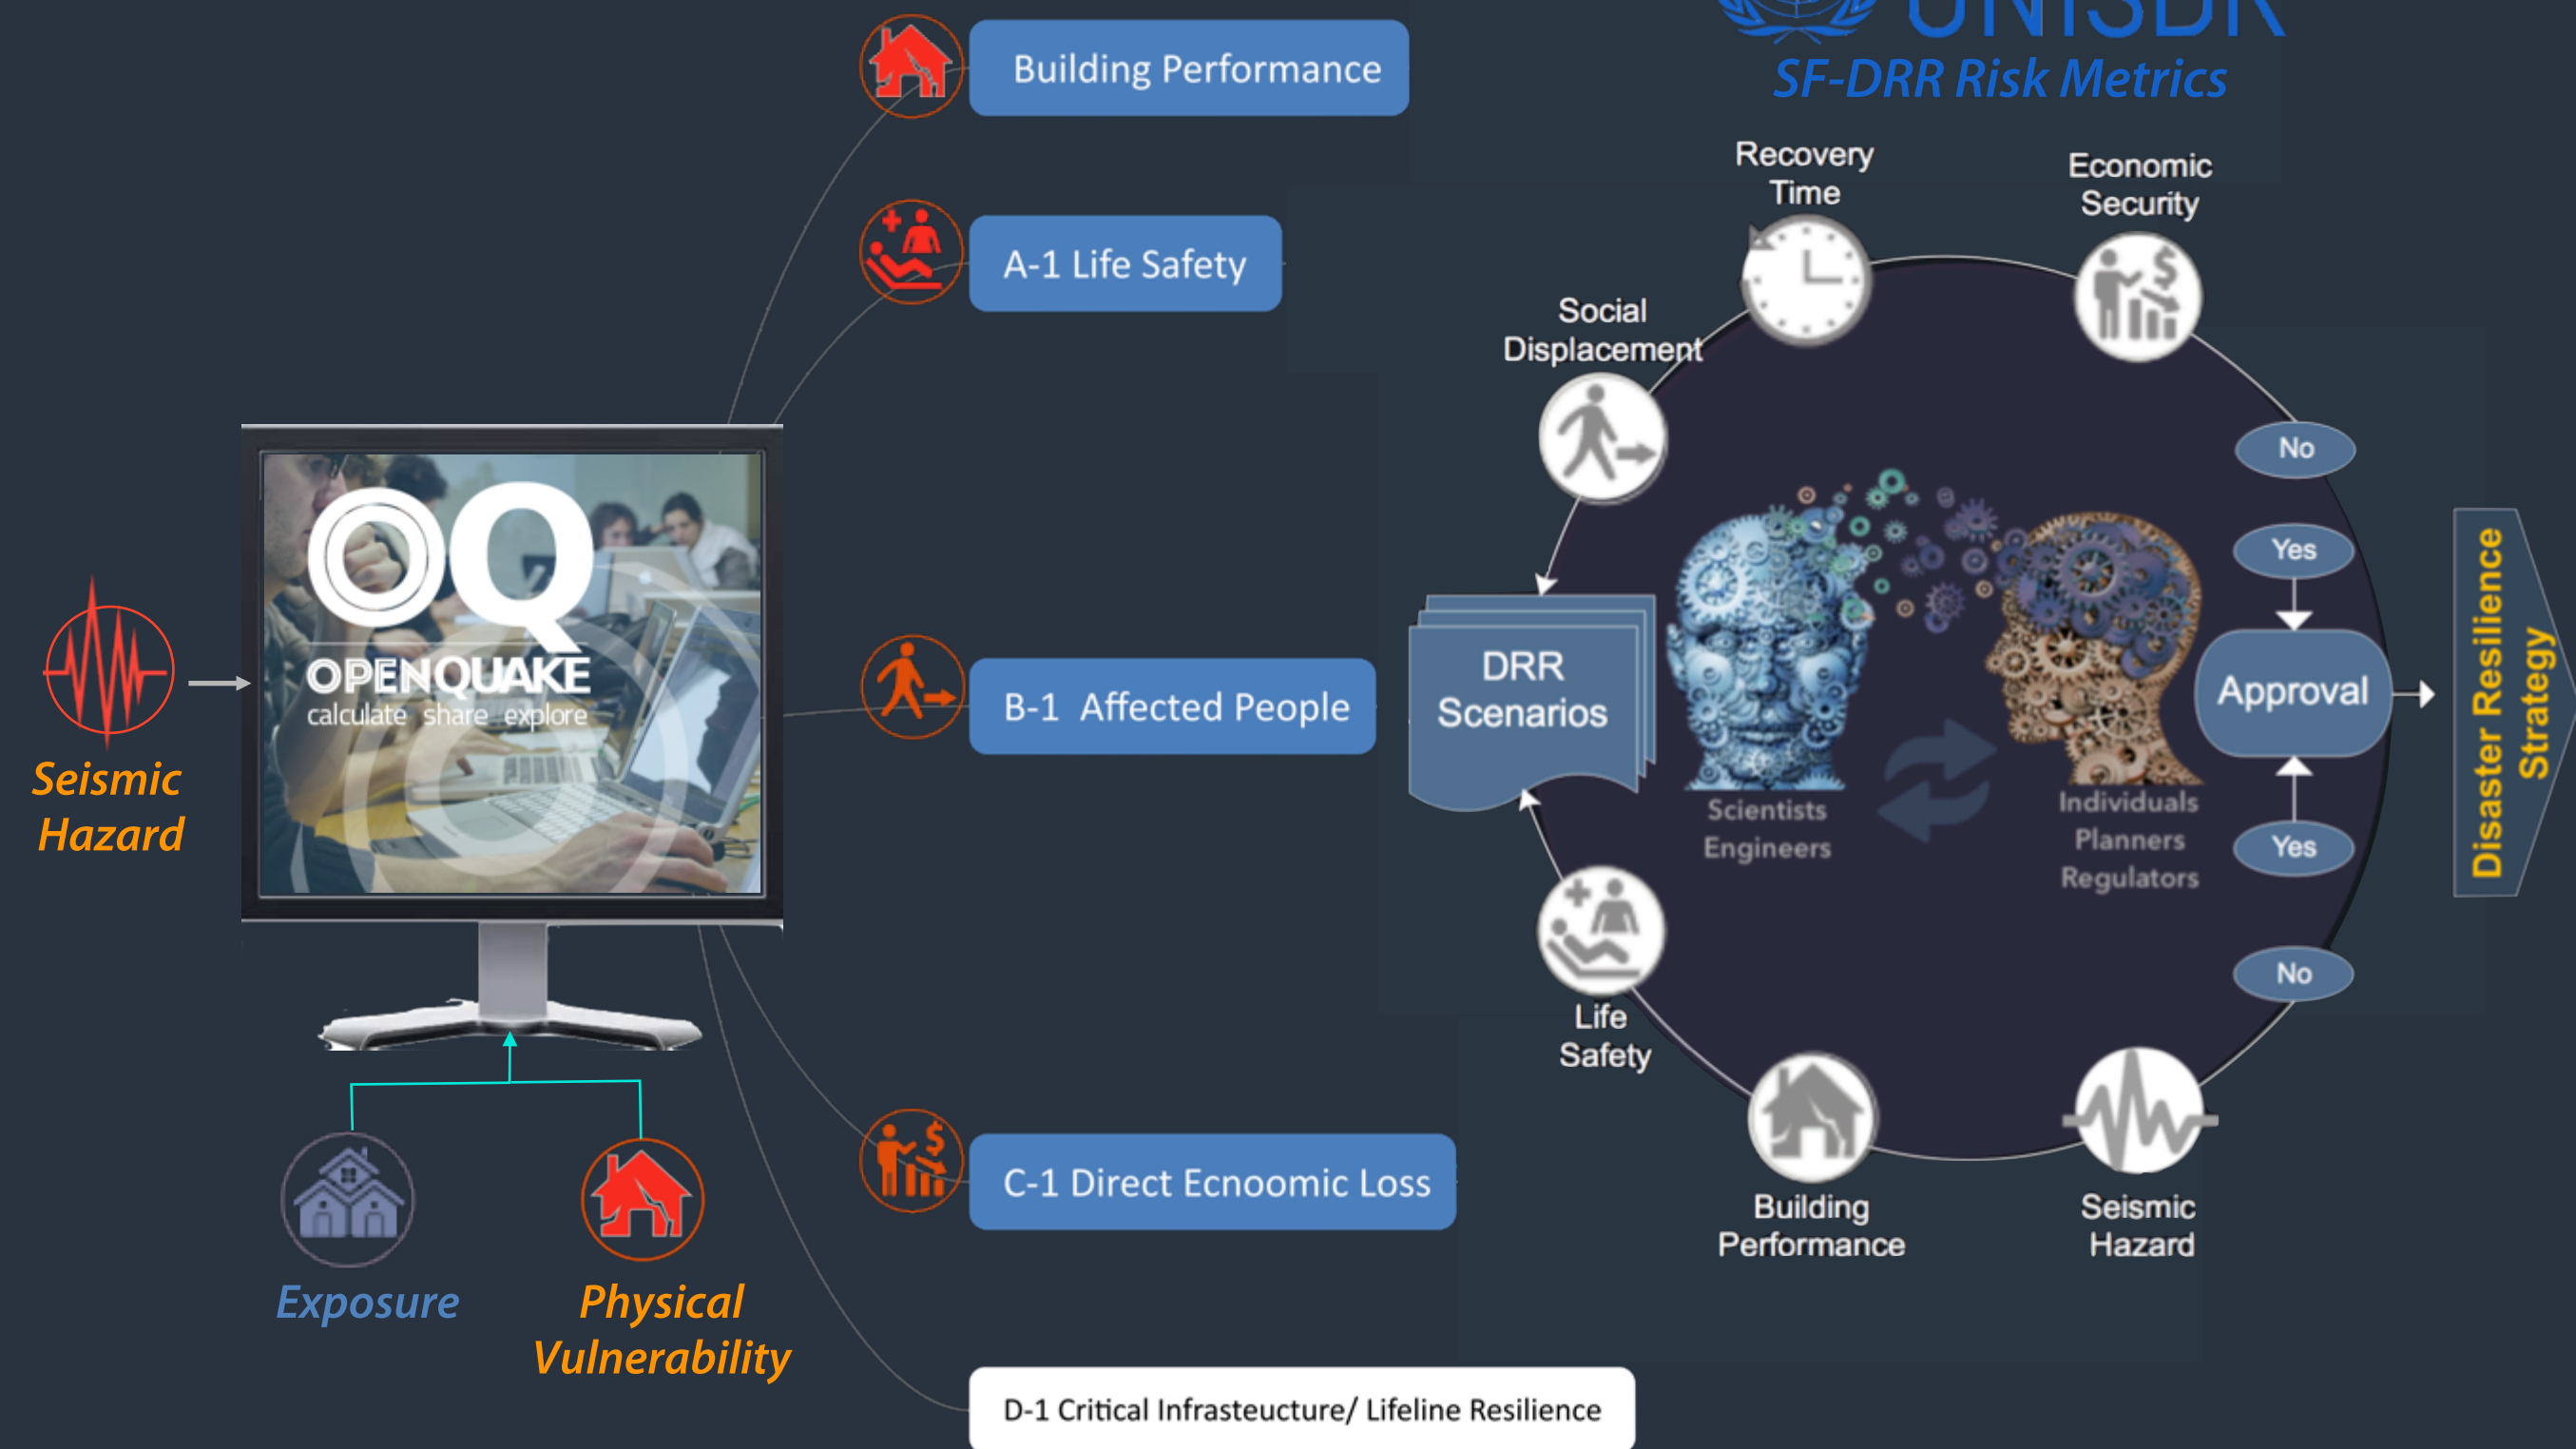 UNISDR
SF-DRR Risk Metrics
Building Performance
A-1 Life Safety
B-1 Affected People
C-1 Direct Ecnoomic Loss
D-1 Critical Infrasteucture/ Lifeline Resilience
Seismic
Hazard
OQ
OPENQUAKE
calculate share explore
Exposure
Physical
Vulnerability
Recovery
Time
Economic
Security
Social
Displacement
No
Yes
DRR
Scenarios
Approval
Scientists
Engineers
Individuals
Planners
Regulators
Yes
No
Life
Safety
Building
Performance
Seismic
Hazard
Disaster Resilience
Strategy